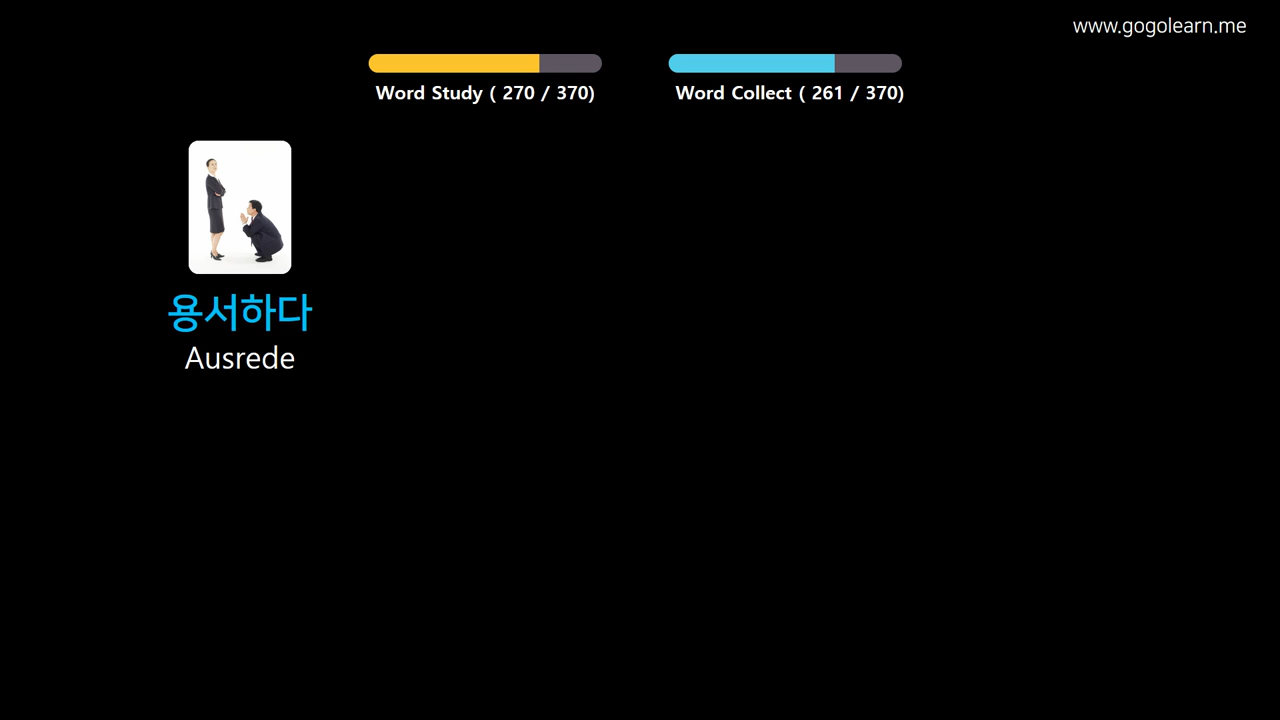 www.gogolearn.me
Word Study ( 270 / 370)
Word Collect ( 261 / 370)
용서하다
Ausrede